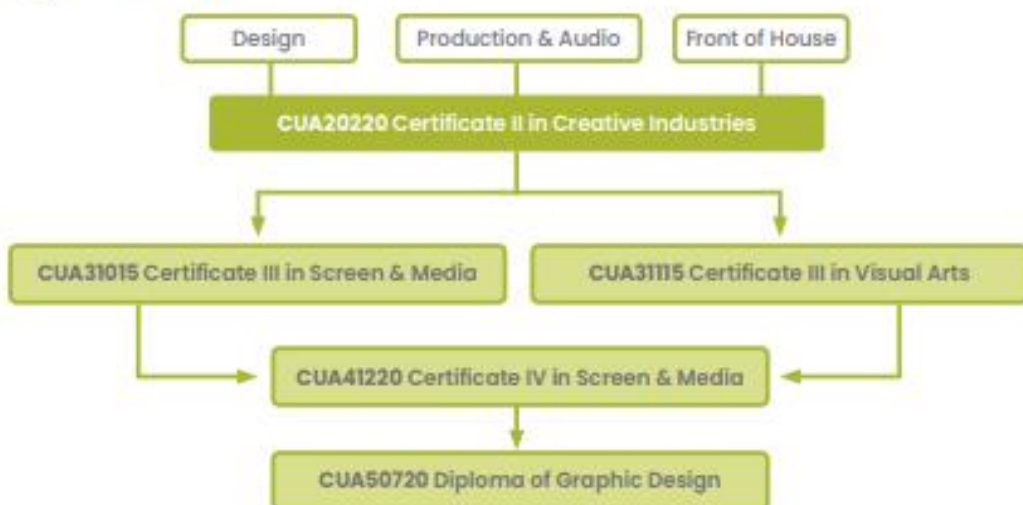 Design
Production & Audio
Front of House
CUA20220 Certificate II in Creative Industries
CUA31015 Certificate III in Screen & Media
CUA31115 Certificate III in Visual Arts
CUA41220 Certificate IV in Screen & Media
CUA50720 Diploma of Graphic Design